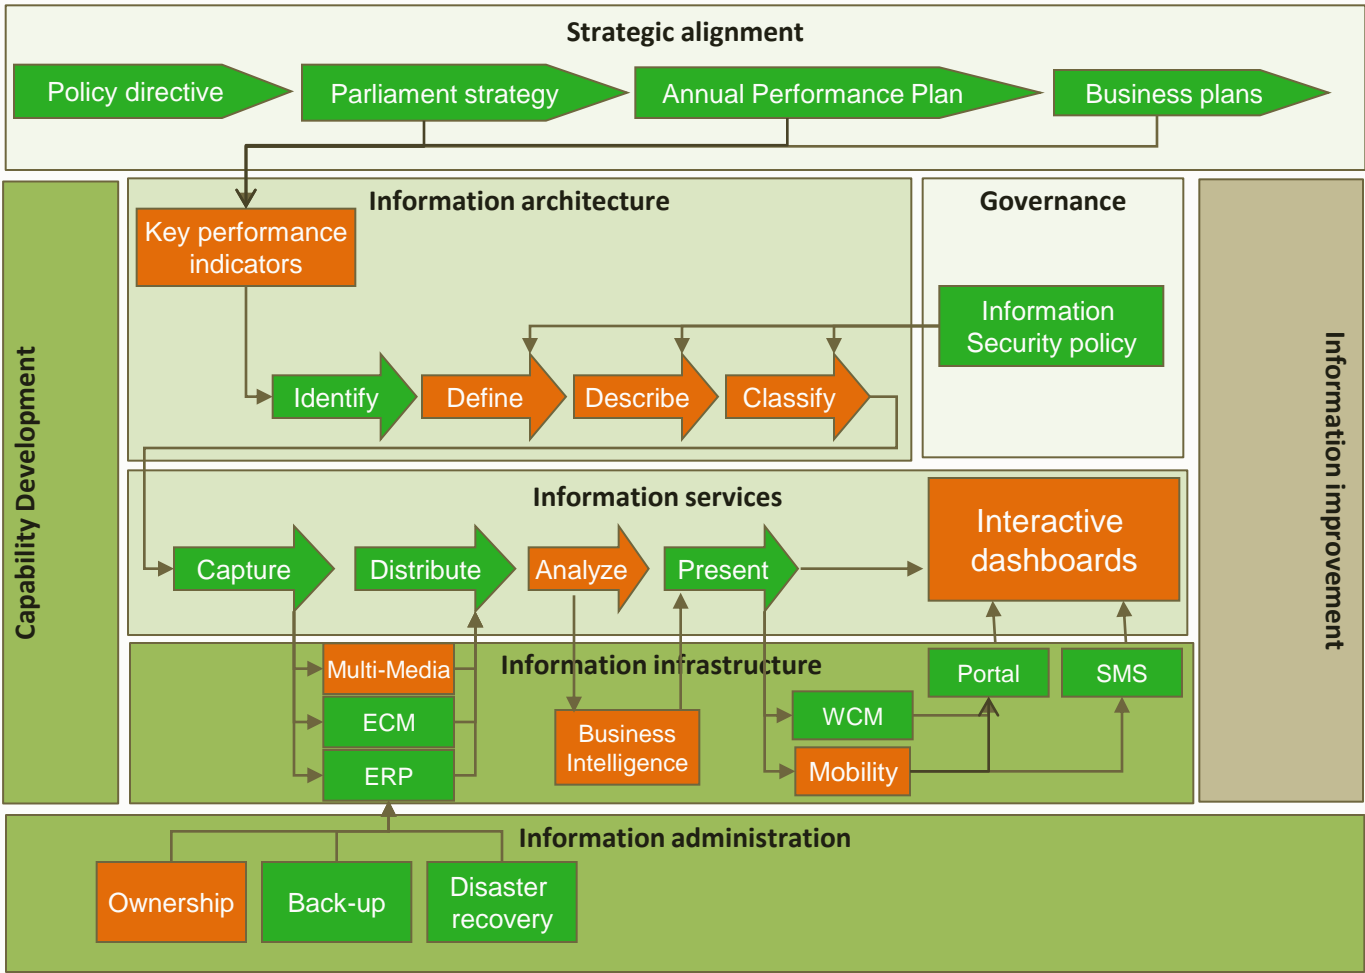 Strategic alignment
Policy directive
Parliament strategy
Annual Performance Plan
Business plans
Capability Development
Information architecture
Key performance
indicators
Identify
Define
Describe
Classify
Governance
Information
Security policy
Information improvement
Information services
Capture
Distribute
Analyze
Present
Interactive
dashboards
Information infrastructure
Multi-Media
ECM
ERP
Business
Intelligence
WCM
Mobility
Portal
SMS
Information administration
Ownership
Back-up
Disaster
recovery